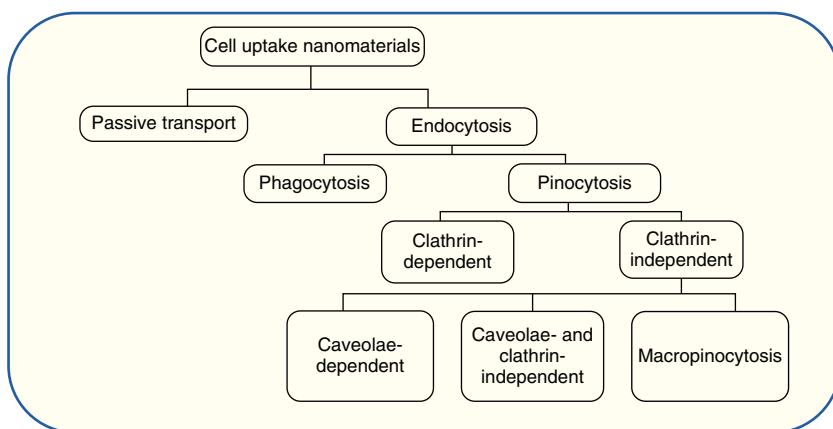 Cell uptake nanomaterials
Passive transport
Endocytosis
Phagocytosis
Pinocytosis
Clathrin-
dependent
Clathrin-
independent
Caveolae-
dependent
Caveolae- and
clathrin-
independent
Macropinocytosis